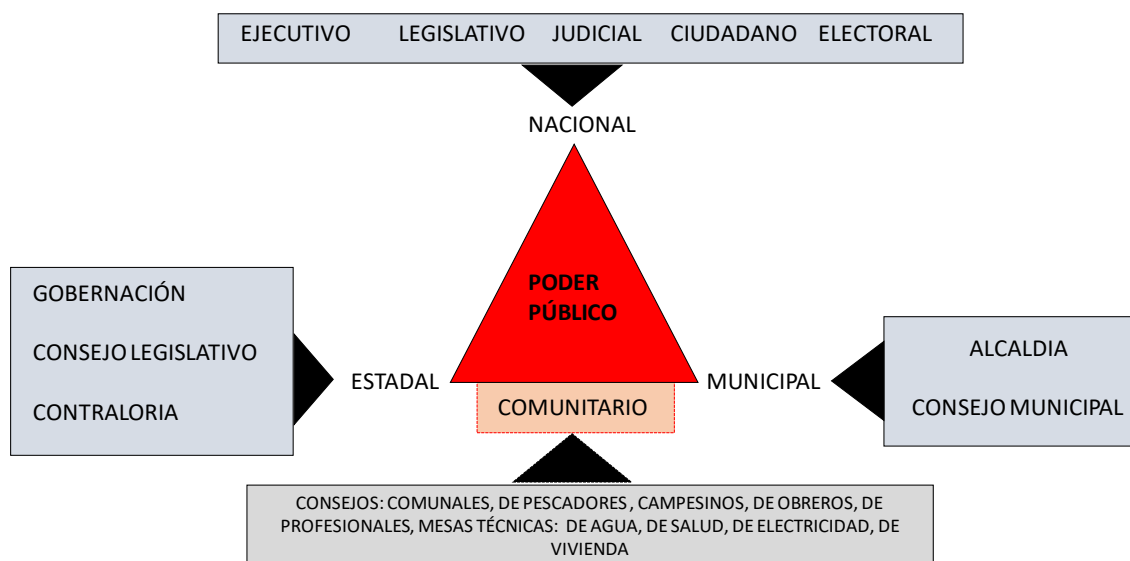 EJECUTIVO LEGISLATIVO JUDICIAL CIUDADANO ELECTORAL
NACIONAL
PODER
PÚBLICO
GOBERNACIÓN
CONSEJO LEGISLATIVO
CONTRALORIA
ESTADAL
MUNICIPAL
ALCALDIA
CONSEJO MUNICIPAL
COMUNITARIO
CONSEJOS: COMUNALES, DE PESCADORES , CAMPESINOS, DE OBREROS, DE
PROFESIONALES, MESAS TÉCNICAS: DE AGUA, DE SALUD, DE ELECTRICIDAD, DE
VIVIENDA